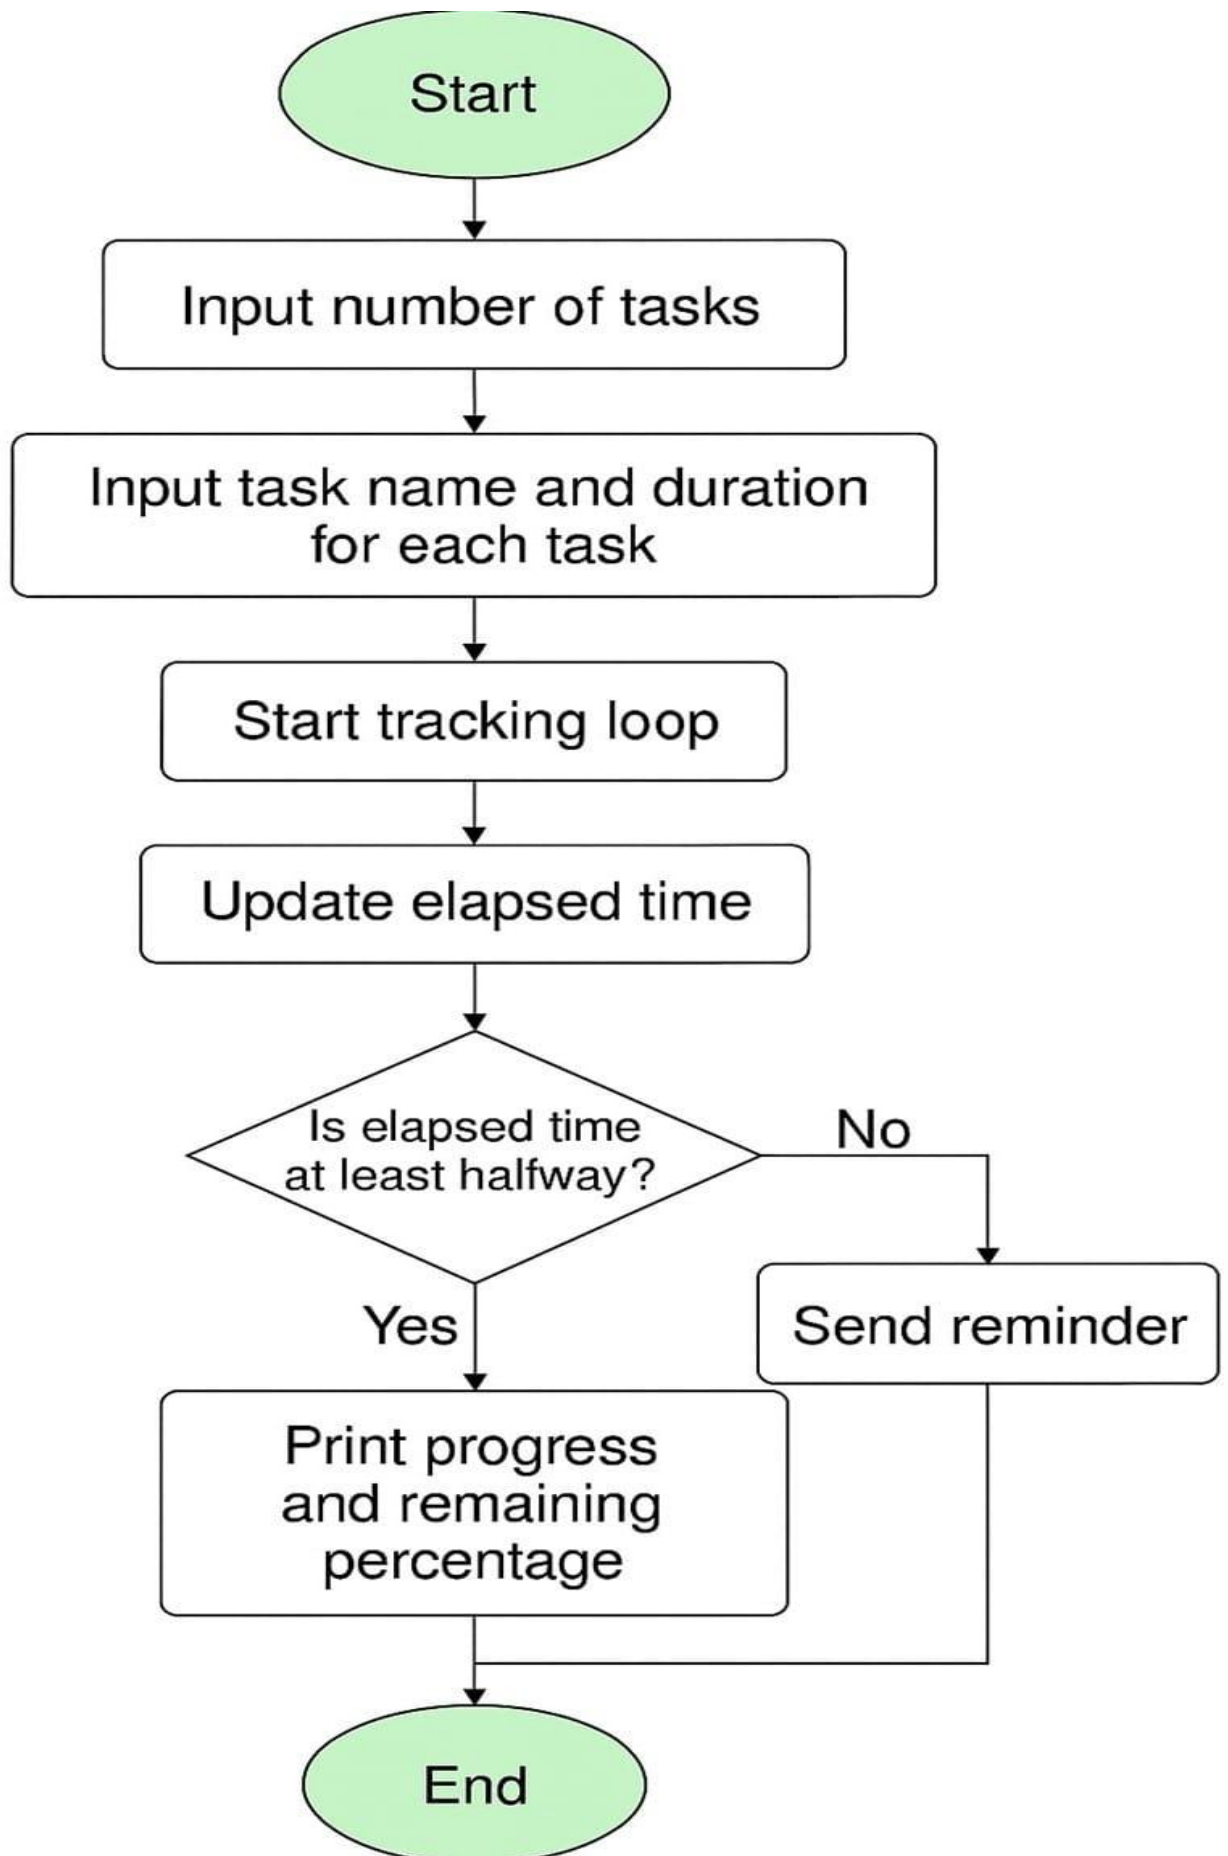 Start
Input number of tasks
Input task name and duration
for each task
Start tracking loop
Update elapsed time
Is elapsed time
at least halfway?
No
Yes
Send reminder
Print progress
and remaining
percentage
End